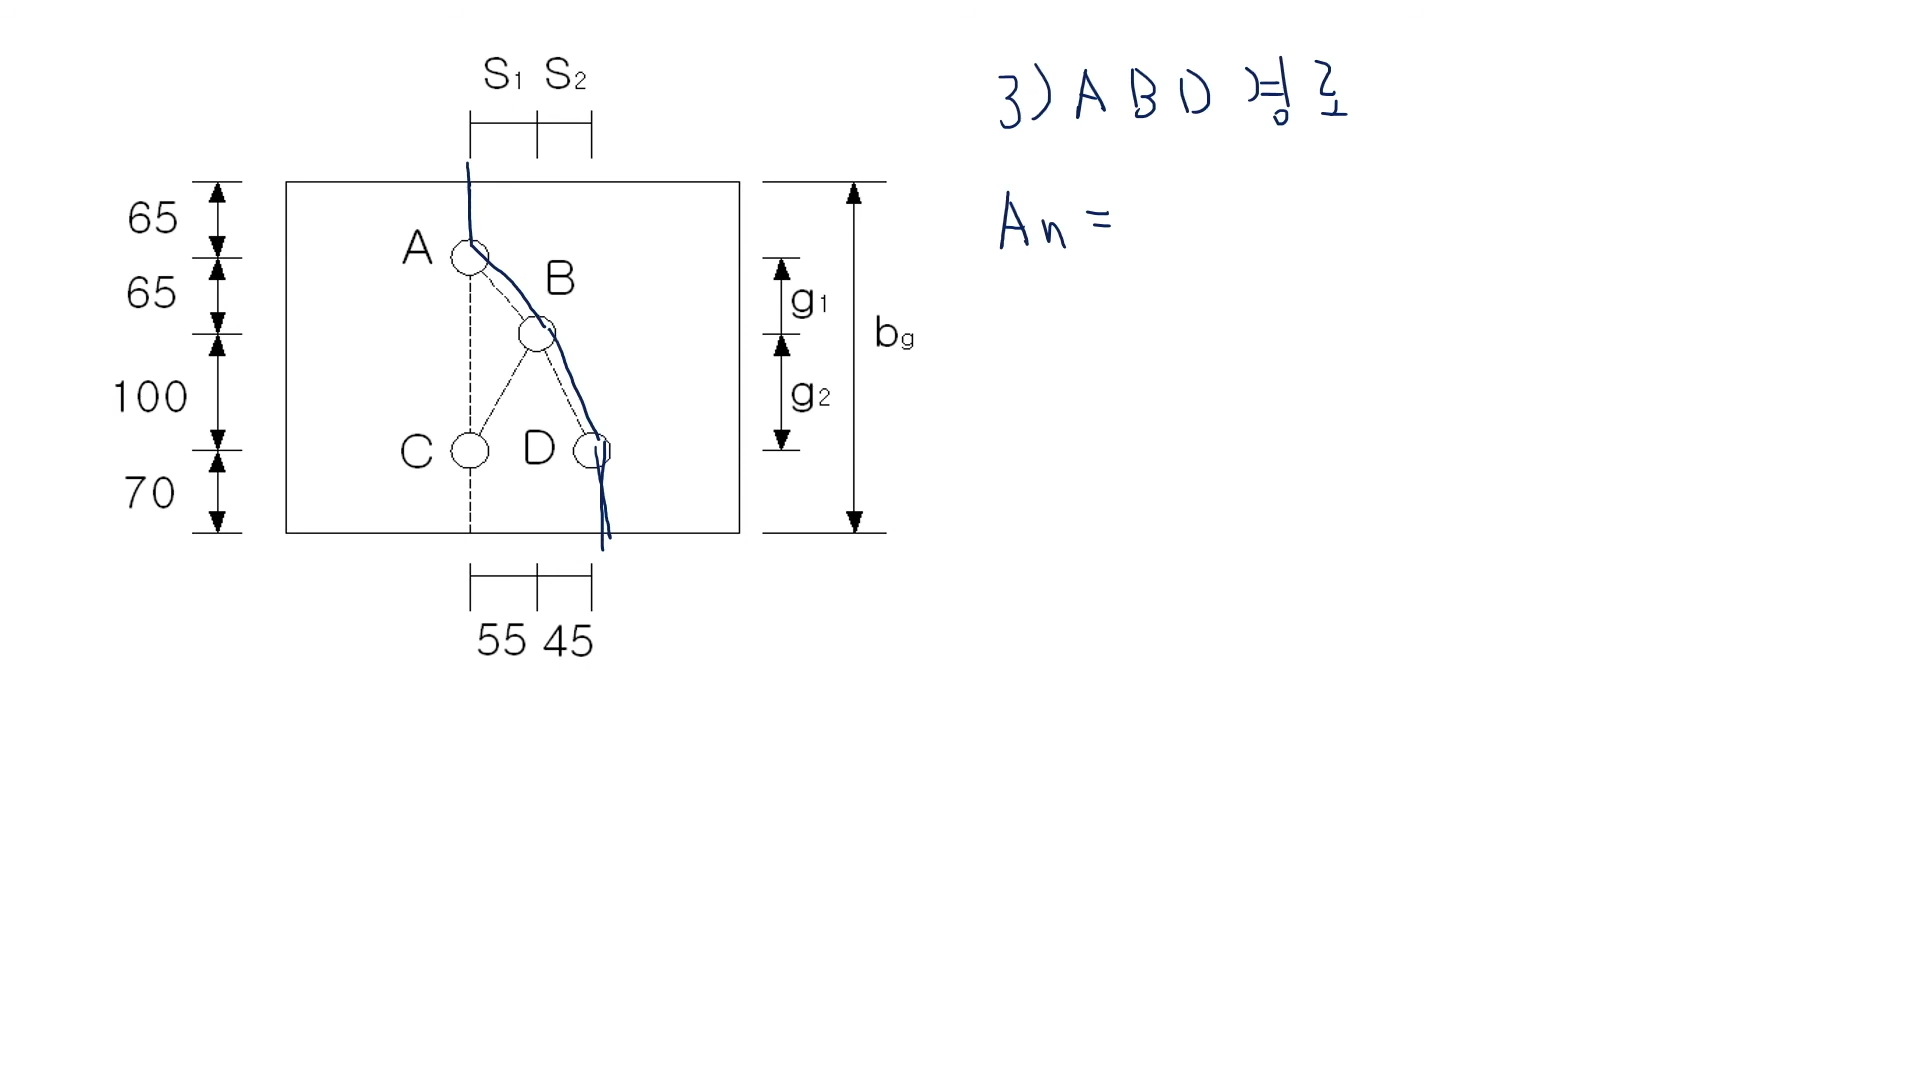 S1 S2
65
A
B
65
g1
bg
100
g2
C
D
70
55 45
3) A B D 경로
An =